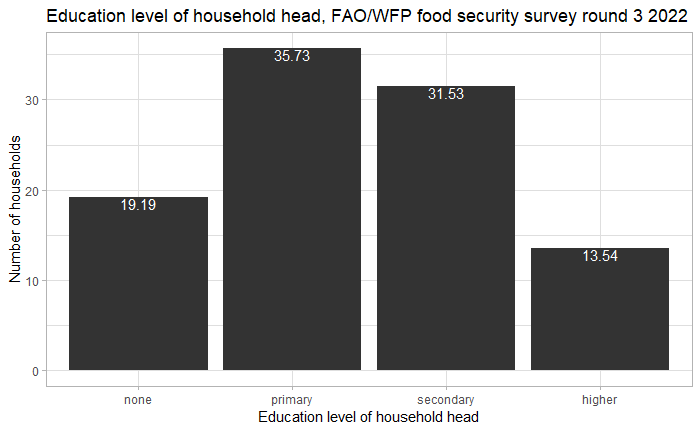 Education level of household head, FAO/WFP food security survey round 3 2022
Number of households
30
20
10
0
35.73
31.53
19.19
13.54
none
primary
secondary
higher
Education level of household head